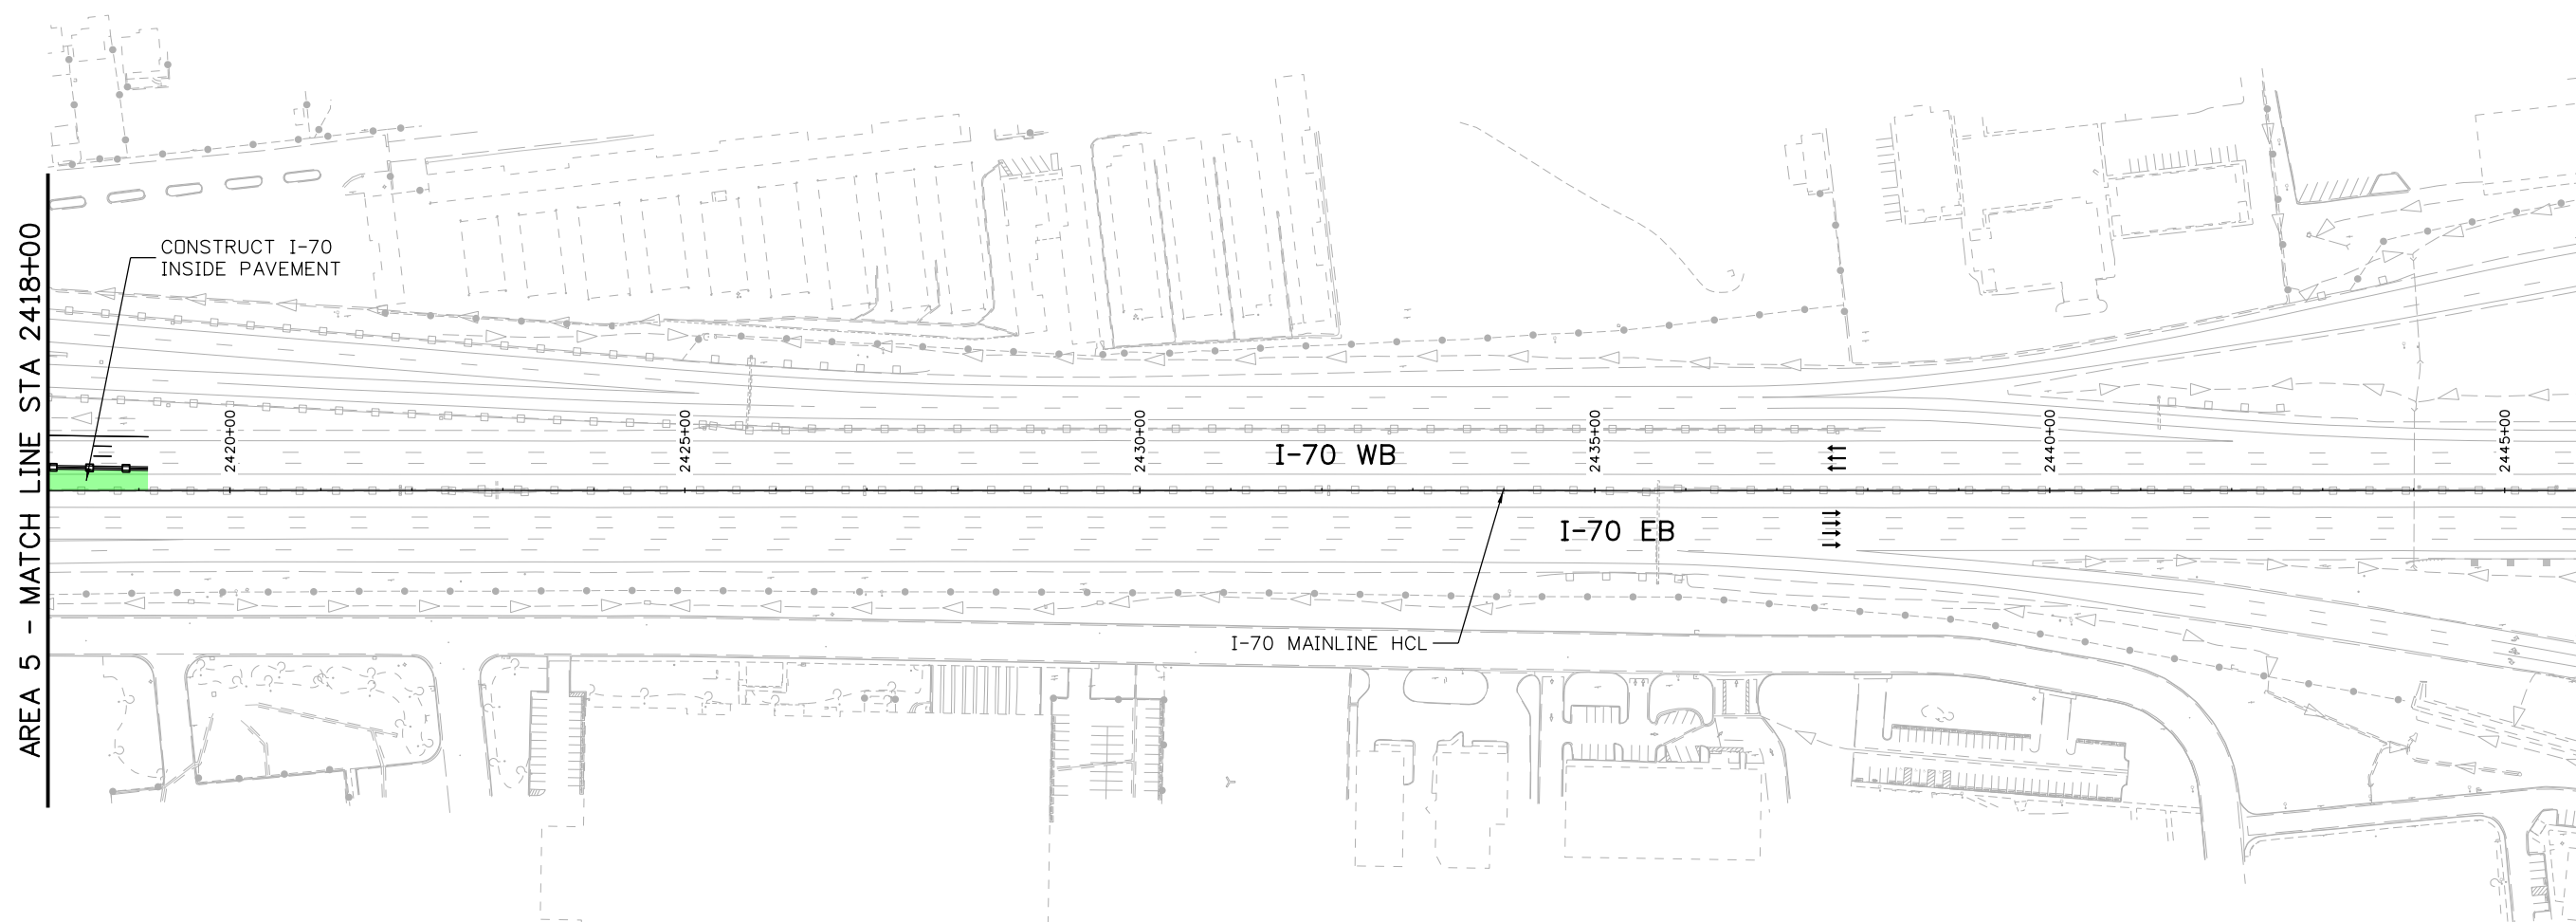 AREA 5 - MATCH LINE STA 2418+00
CONSTRUCT I-70
INSIDE PAVEMENT
2420+00
2425+00
2430+00
2435+00
2440+00
2445+00
I-70 WB
I-70 EB
I-70 MAINLINE HCL